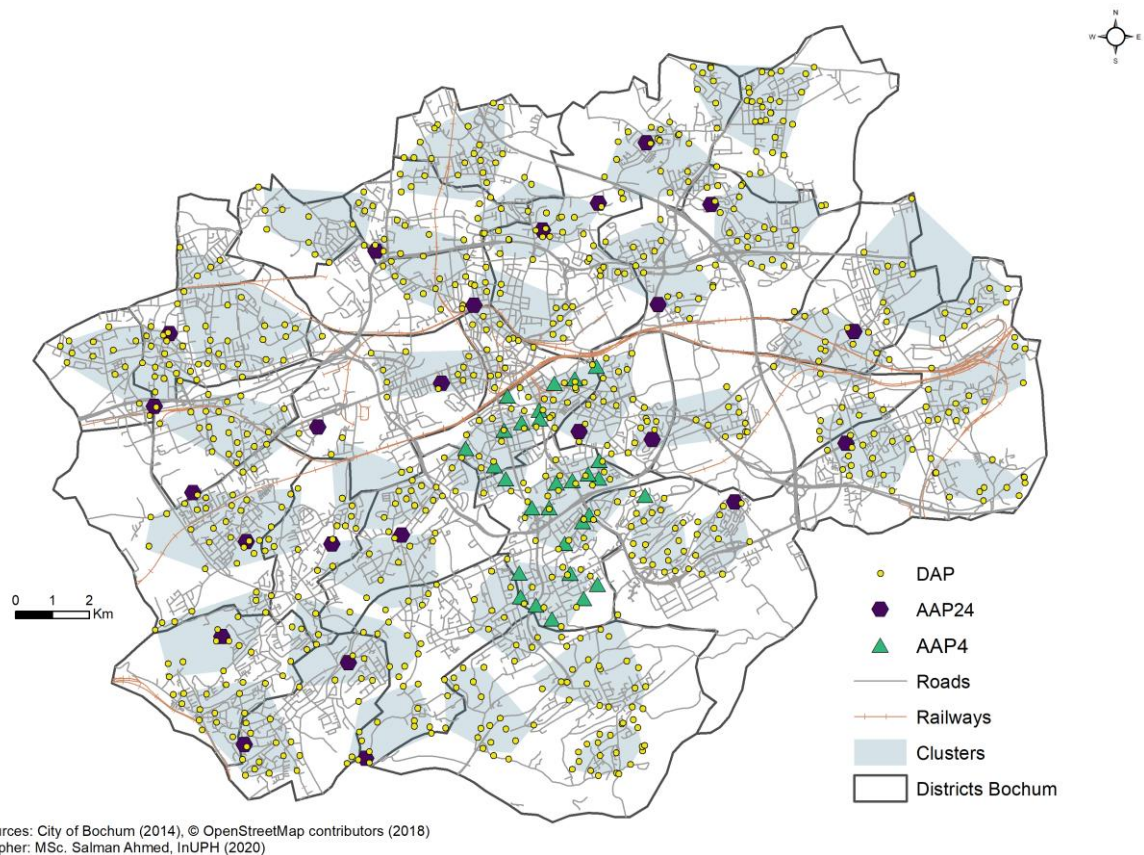 N
W E
S
DAP
AAP24
AAP4
Roads
Railways
Clusters
Districts Bochum
0 1 2
Km
urces: City of Bochum (2014), © OpenStreetMap contributors (2018)
pher: MSc. Salman Ahmed, InUPH (2020)